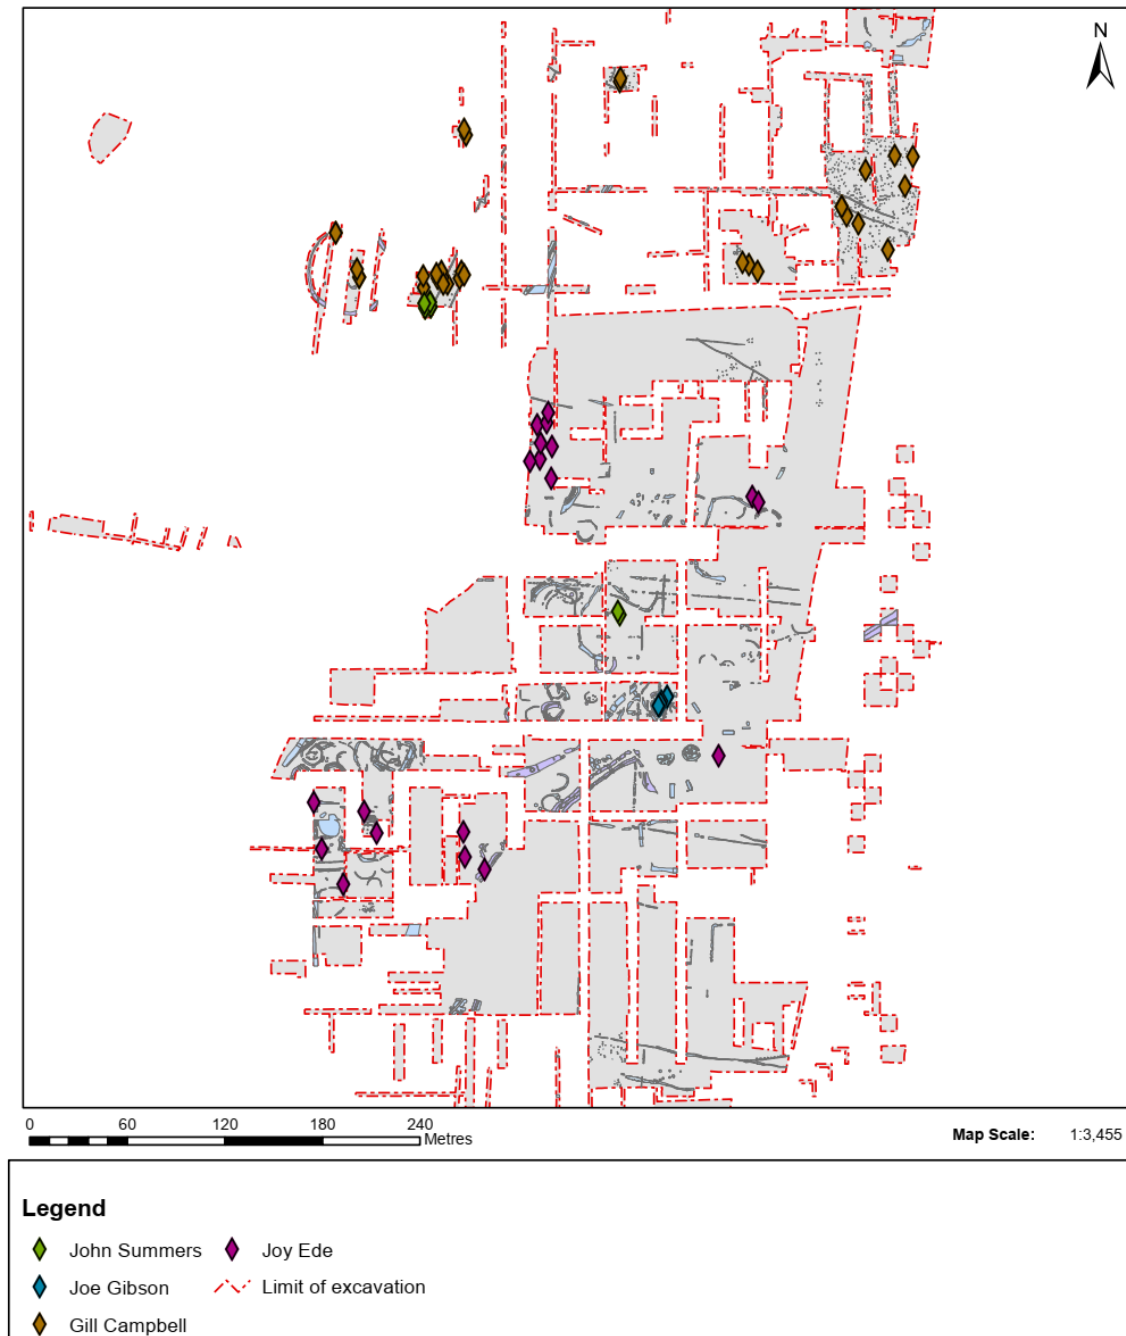 N
0 60 120 180 240
Metres
Map Scale: 1:3,455
Legend
John Summers Joy Ede
Joe Gibson Limit of excavation
Gill Campbell